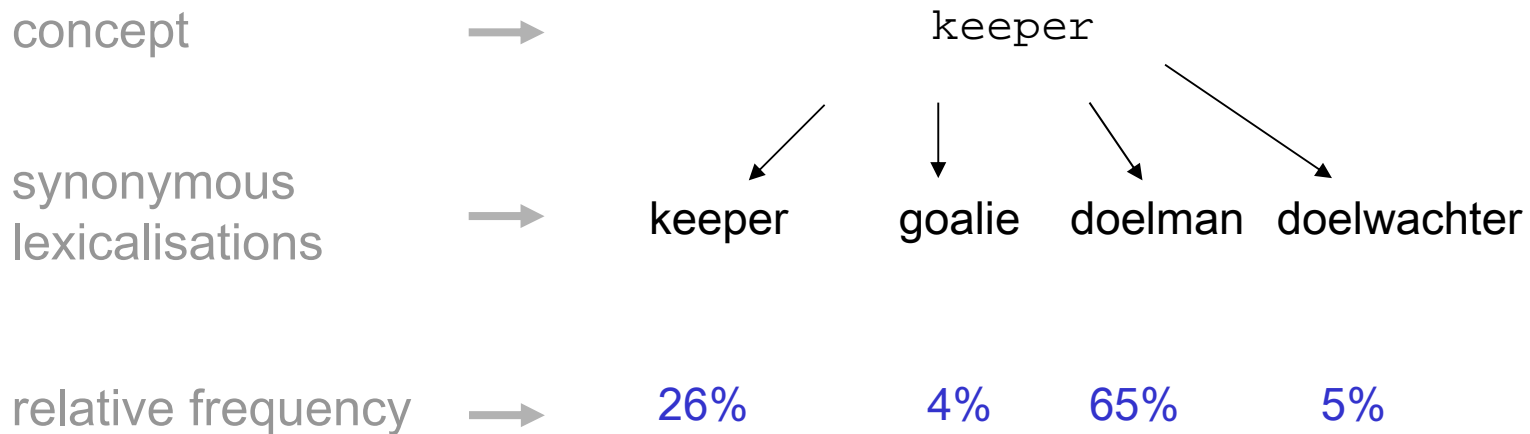 concept keeper
synonymous
lexicalisations
keeper goalie doelman doelwachter
relative frequency 26% 4% 65% 5%